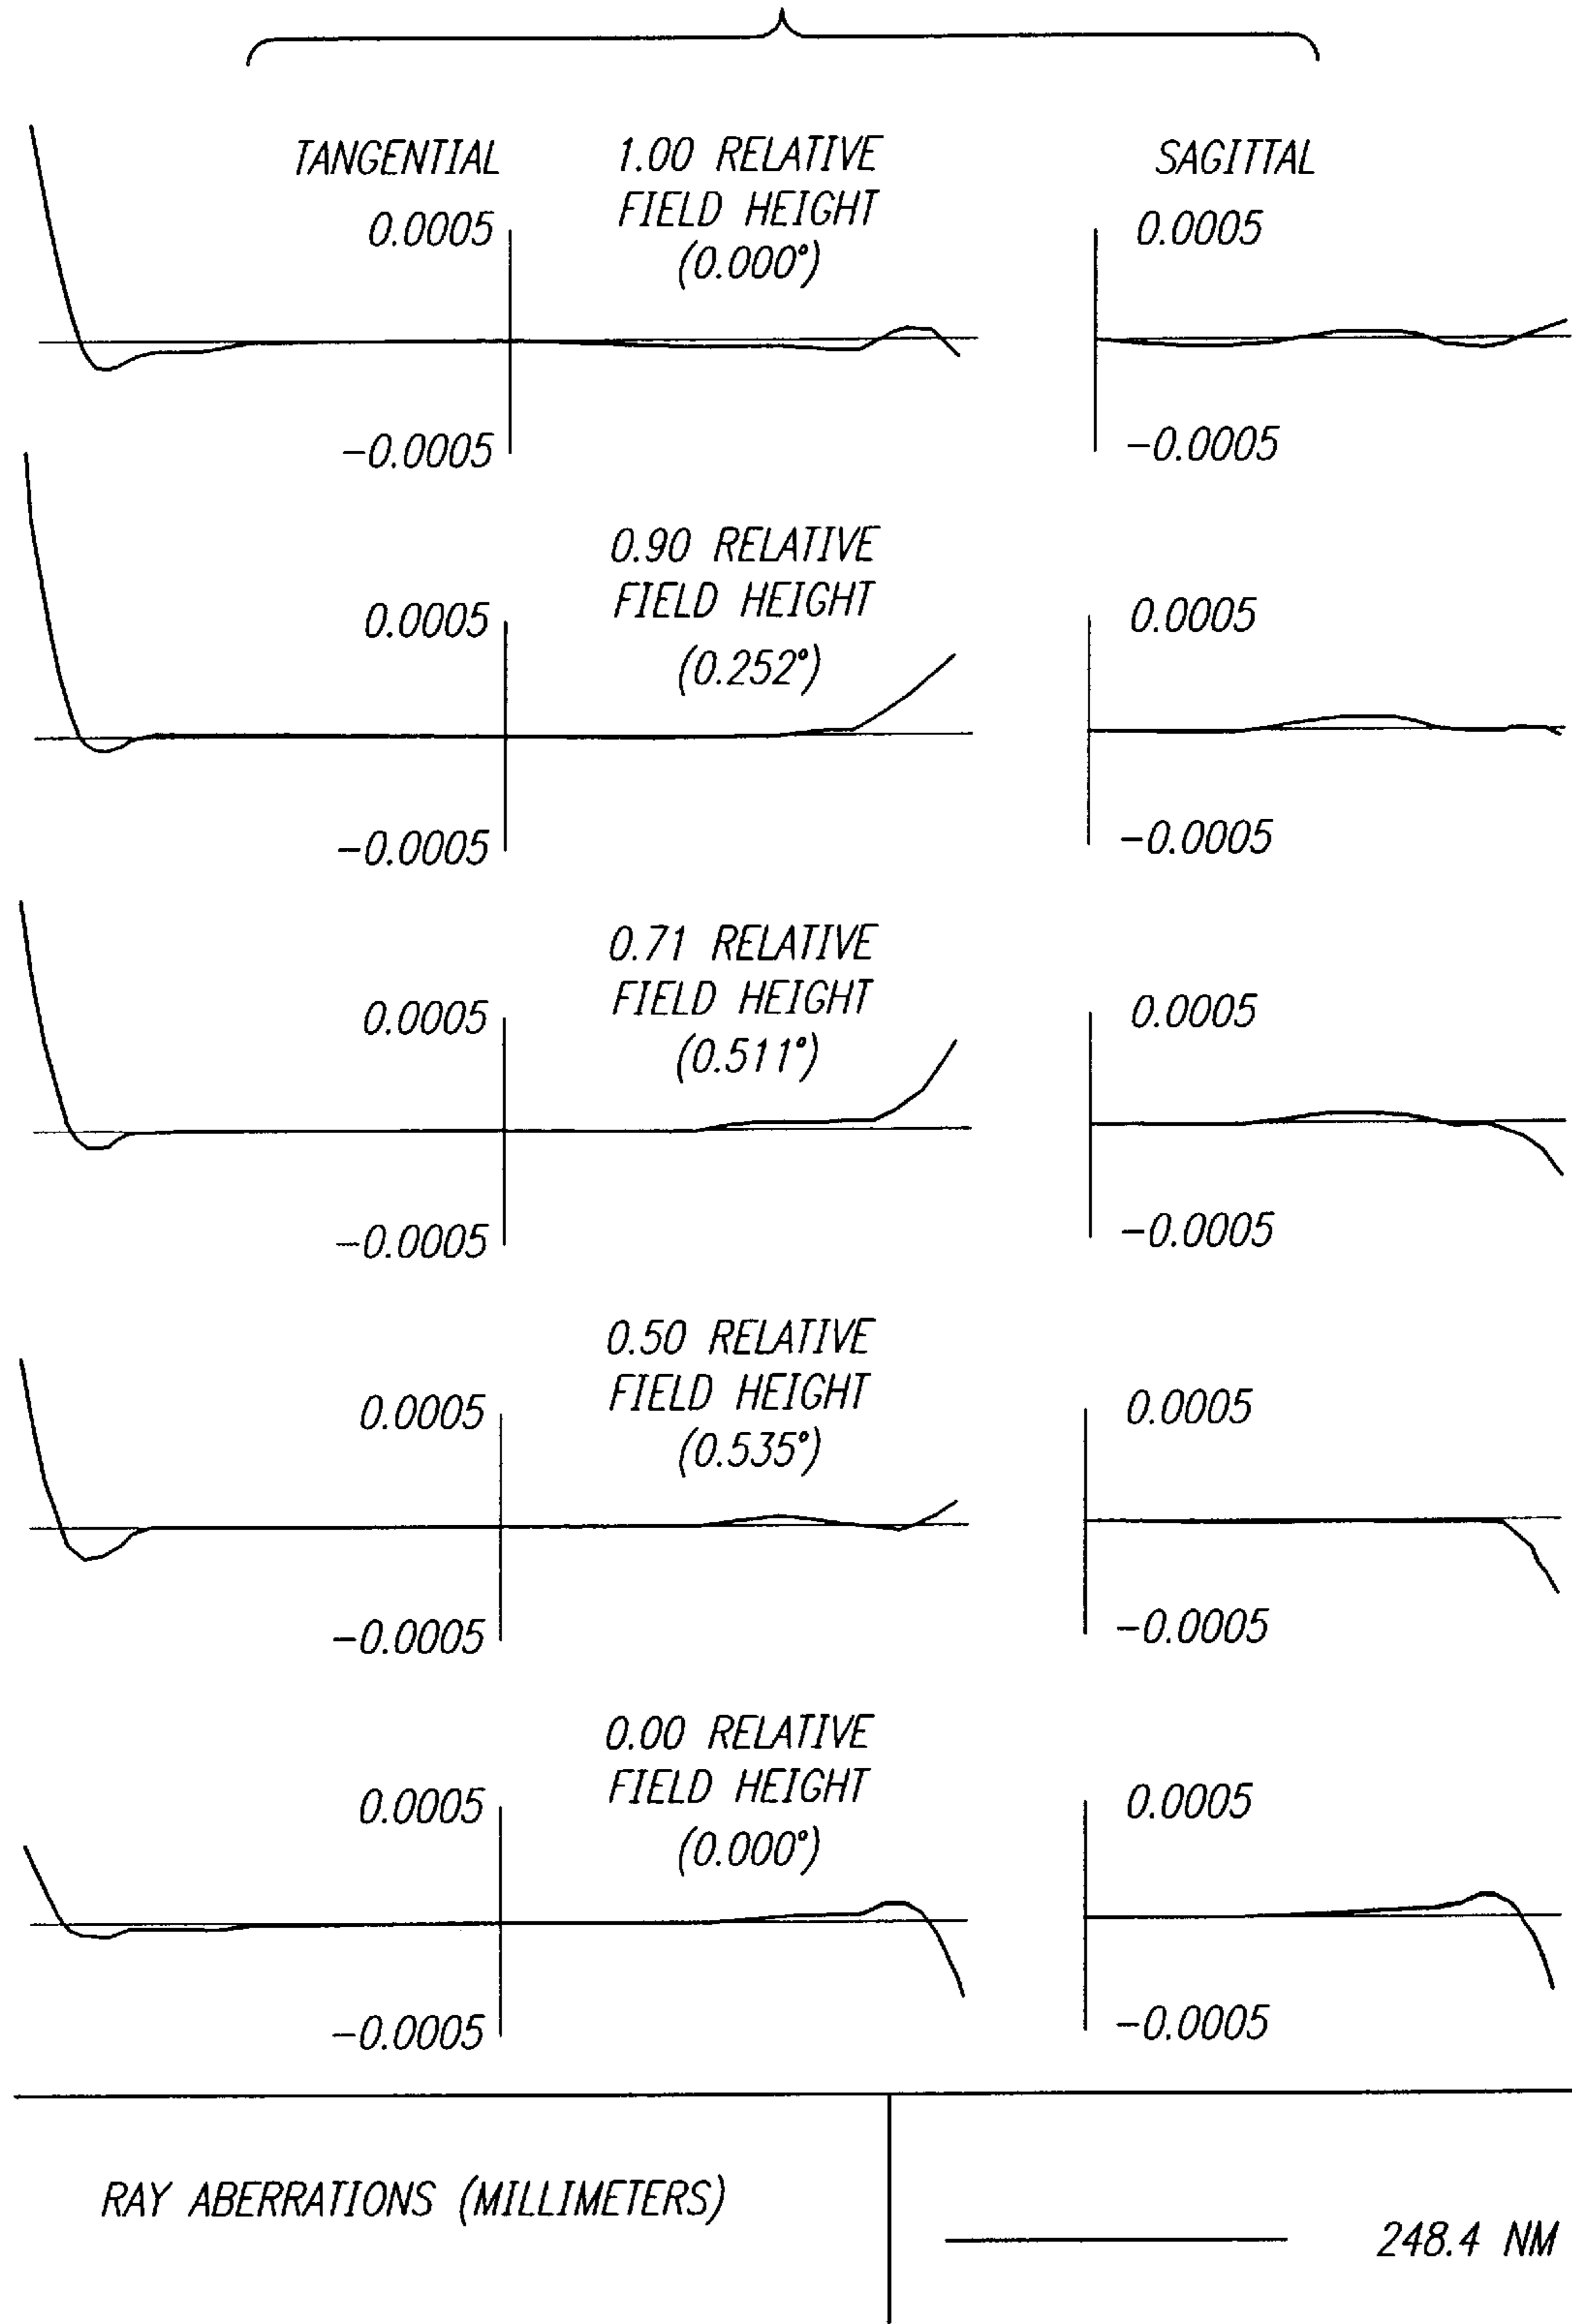 TANGENTIAL
1.00 RELATIVE
FIELD HEIGHT
(0.000°)
SAGITTAL
0.0005
0.0005
-0.0005
-0.0005
0.90 RELATIVE
FIELD HEIGHT
(0.252°)
0.0005
0.0005
-0.0005
-0.0005
0.71 RELATIVE
FIELD HEIGHT
(0.511°)
0.0005
0.0005
-0.0005
-0.0005
0.50 RELATIVE
FIELD HEIGHT
(0.535°)
0.0005
0.0005
-0.0005
-0.0005
0.00 RELATIVE
FIELD HEIGHT
(0.000°)
0.0005
0.0005
-0.0005
-0.0005
RAY ABERRATIONS (MILLIMETERS)
248.4 NM